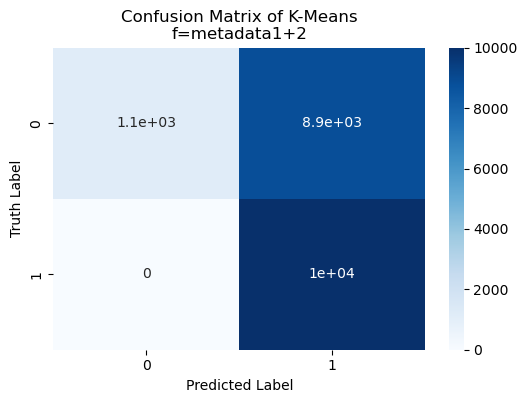 Confusion Matrix of K-Means
f=metadata1+2
10000
0
1.1e+03
8.9e+03
8000
6000
Truth Label
4000
1
0
1e+04
2000
0
0
1
Predicted Label